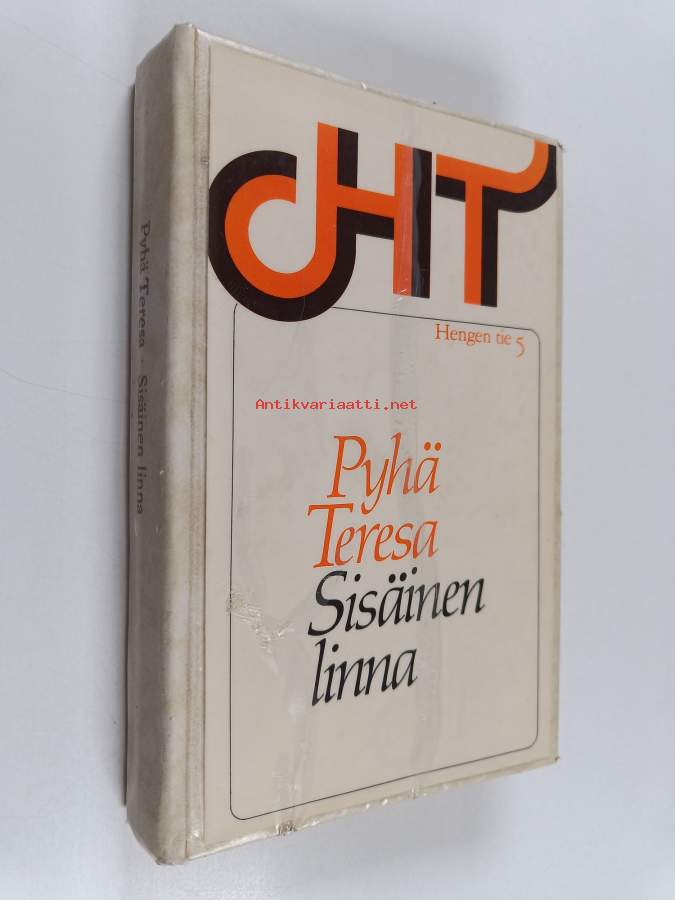 HT
Hengen tie 5
Antikvariaatti.net
Pyhä
Teresa
Sisäinen
linna
Pyhä Teresa · Sisäinen linna